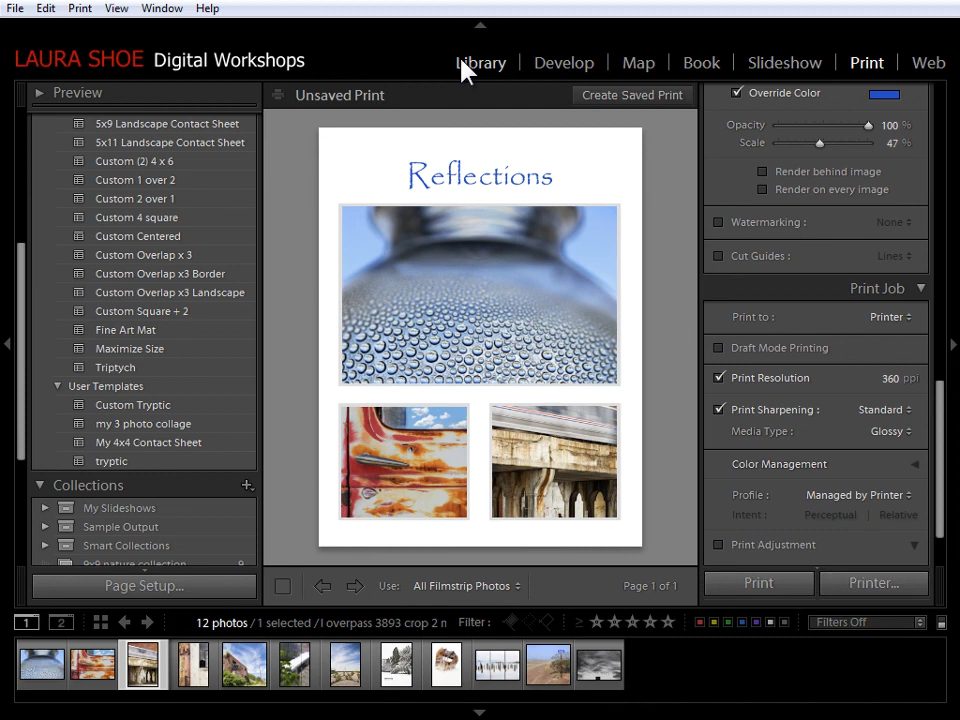 File Edit Print View Window Help
LAURA SHOE Digital Workshops
Library | Develop | Map | Book | Slideshow | Print | Web
Preview
5x9 Landscape Contact Sheet
5x11 Landscape Contact Sheet
Custom (2) 4 x 6
Custom 1 over 2
Custom 2 over 1
Custom 4 square
Custom Centered
Custom Overlap x 3
Custom Overlap x3 Border
Custom Overlap x3 Landscape
Custom Square + 2
Fine Art Mat
Maximize Size
Triptych
User Templates
Custom Tryptic
my 3 photo collage
My 4x4 Contact Sheet
tryptic
Collections
My Slideshows
Sample Output
Smart Collections
9x9 nature collection 9
Page Setup...
Unsaved Print
Create Saved Print
Reflections
Use: All Filmstrip Photos
Page 1 of 1
Override Color
Opacity 100 %
Scale 47 %
Render behind image
Render on every image
Watermarking : None
Cut Guides : Lines
Print Job
Print to : Printer
Draft Mode Printing
Print Resolution 360 ppi
Print Sharpening : Standard
Media Type : Glossy
Color Management
Profile : Managed by Printer
Intent : Perceptual | Relative
Print Adjustment
Print
Printer...
1 2 12 photos / 1 selected / I overpass 3893 crop 2 n Filter : ≥ Filters Off